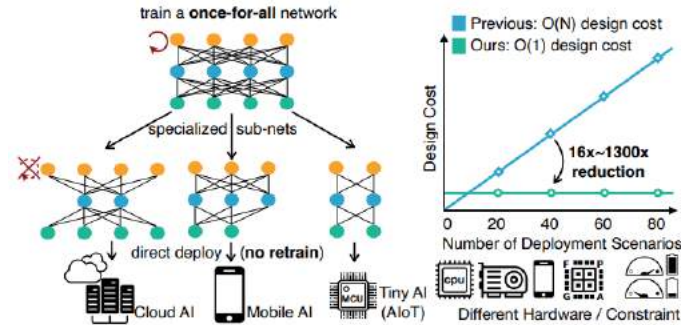 train a once-for-all network
specialized sub-nets
direct deploy (no retrain)
Cloud AI
Mobile AI
MCU
Tiny AI
(AIoT)
Previous: O(N) design cost
Ours: O(1) design cost
Design Cost
16x~1300x
reduction
0 20 40 60 80
Number of Deployment Scenarios
cpu
F P
G A
Different Hardware / Constraint